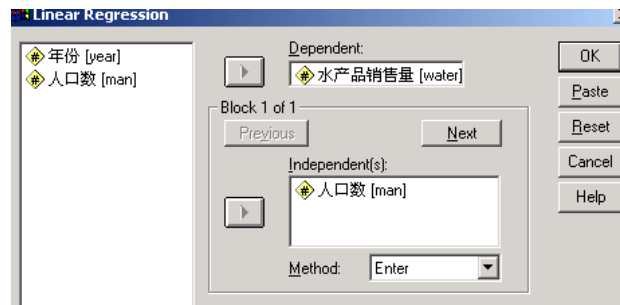 Linear Regression
年份 [year]
人口数 [man]
Dependent:
水产品销售量 [water]
Block 1 of 1
Previous
Next
Independent(s):
人口数 [man]
Method:
Enter
OK
Paste
Reset
Cancel
Help